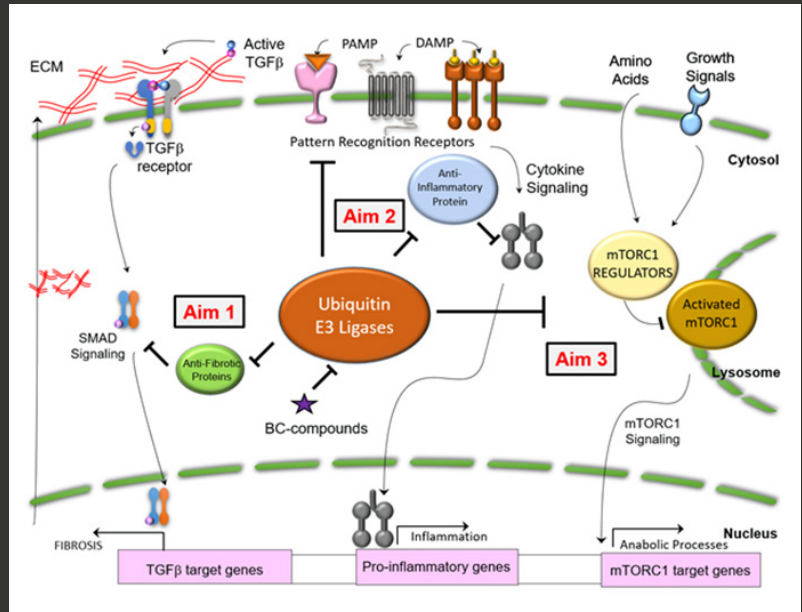 ECM
Active
TGFβ
PAMP
DAMP
Amino
Acids
Growth
Signals
TGFβ
receptor
Pattern Recognition Receptors
Cytosol
Anti-
Inflammatory
Protein
Cytokine
Signaling
Aim 2
mTORC1
REGULATORS
Aim 1
Ubiquitin
E3 Ligases
Activated
mTORC1
SMAD
Signaling
Anti-Fibrotic
Proteins
Aim 3
Lysosome
BC-compounds
mTORC1
Signaling
Nucleus
FIBROSIS
Inflammation
Anabolic Processes
TGFβ target genes
Pro-inflammatory genes
mTORC1 target genes